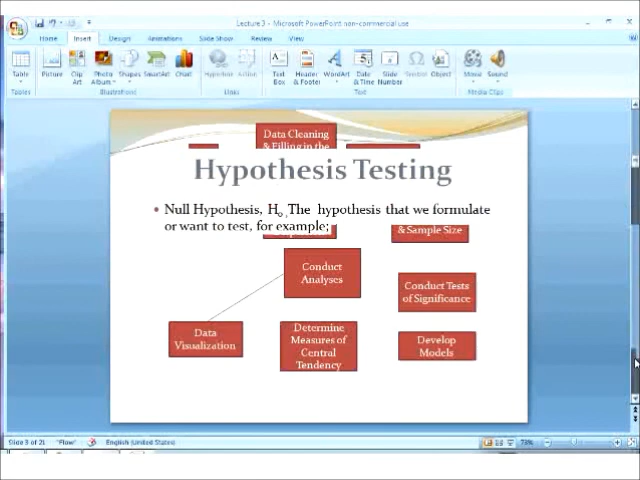 Lecture 3 - Microsoft PowerPoint non-commercial use
Home Insert Design Animations Slide Show Review View
Table Picture Clip Art Photo Album Shapes SmartArt Chart Hyperlink Action Text Box Header & Footer WordArt Date & Time Slide Number Symbol Object Movie Sound
Tables Illustrations Links Text Media Clips
Data Cleaning
& Filling in the
Hypothesis Testing
• Null Hypothesis, H₀, The hypothesis that we formulate
or want to test, for example;
& Sample Size
Conduct
Analyses
Conduct Tests
of Significance
Data
Visualization
Determine
Measures of
Central
Tendency
Develop
Models
Slide 3 of 21 "Flow" English (United States) 73%